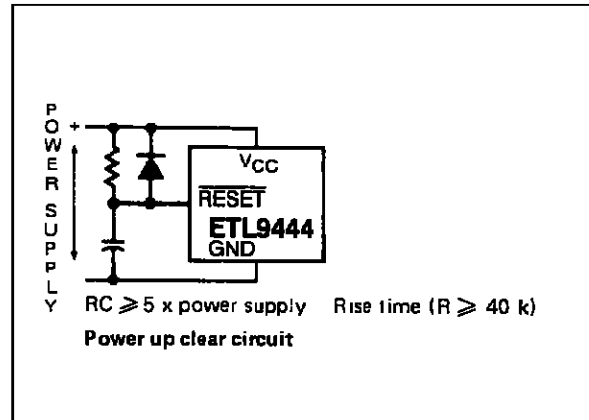 POWER SUPPLY
+
VCC
RESET
ETL9444
GND
RC ⩾ 5 x power supply Rise time (R ⩾ 40 k)
Power up clear circuit